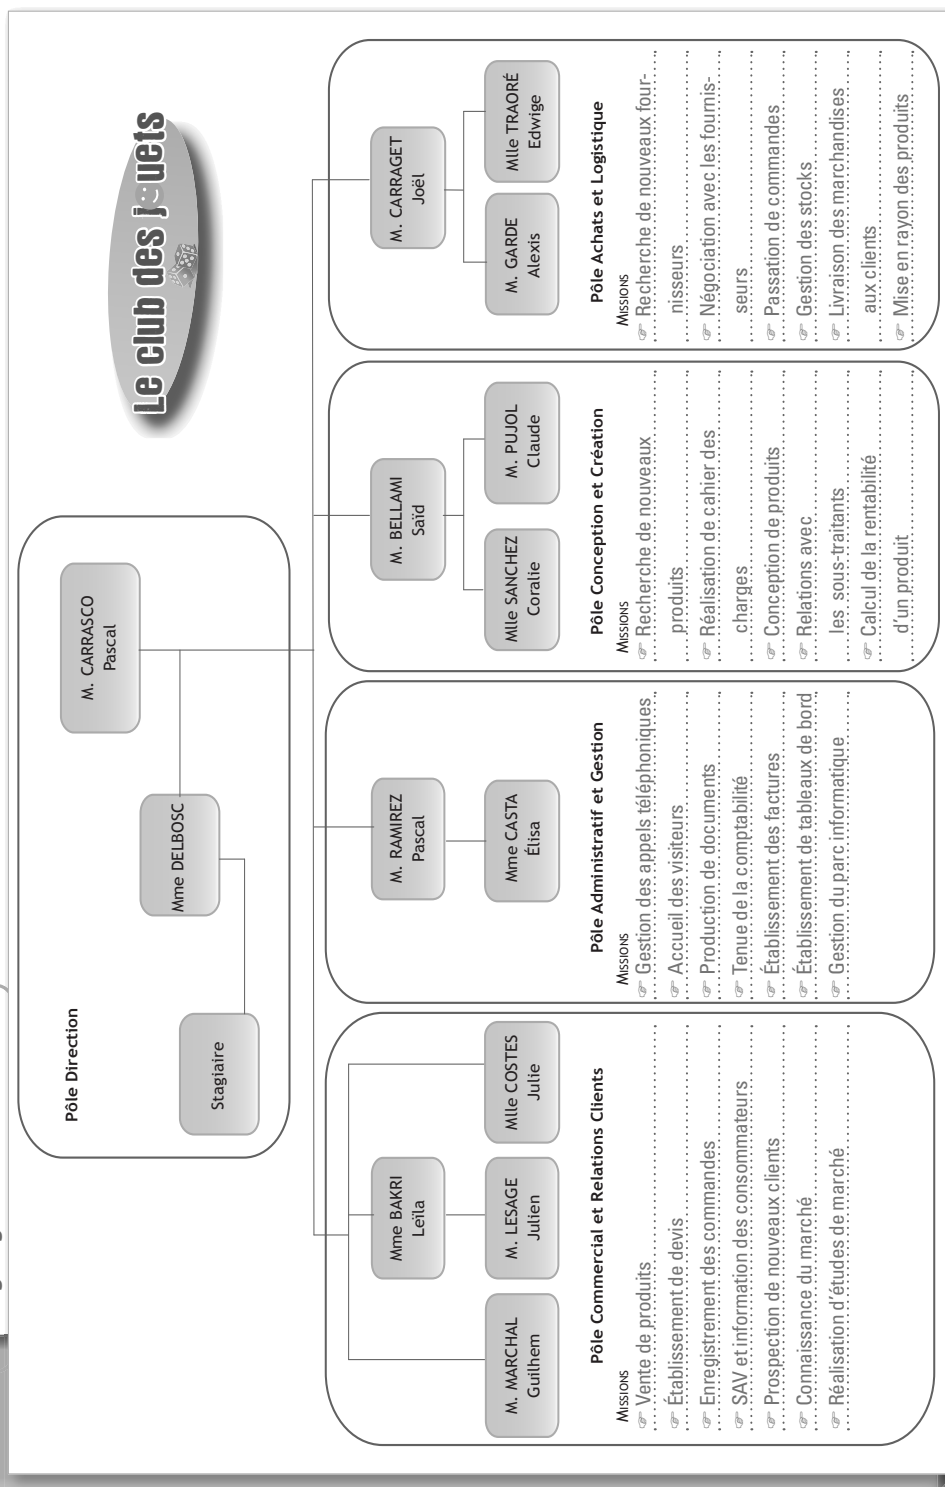 Le club des jouets
Pôle Direction
M. CARRASCO
Pascal
Mme DELBOSC
Stagiaire
Mme BAKRI
Leïla
M. MARCHAL
Guilhem
M. LESAGE
Julien
Mlle COSTES
Julie
Pôle Commercial et Relations Clients
MISSIONS
☞ Vente de produits
☞ Établissement de devis
☞ Enregistrement des commandes
☞ SAV et information des consommateurs
☞ Prospection de nouveaux clients
☞ Connaissance du marché
☞ Réalisation d'études de marché
M. RAMIREZ
Pascal
Mme CASTA
Élisa
Pôle Administratif et Gestion
MISSIONS
☞ Gestion des appels téléphoniques
☞ Accueil des visiteurs
☞ Production de documents
☞ Tenue de la comptabilité
☞ Établissement des factures
☞ Établissement de tableaux de bord
☞ Gestion du parc informatique
M. BELLAMI
Saïd
Mlle SANCHEZ
Coralie
M. PUJOL
Claude
Pôle Conception et Création
MISSIONS
☞ Recherche de nouveaux
produits
☞ Réalisation de cahier des
charges
☞ Conception de produits
☞ Relations avec
les sous-traitants
☞ Calcul de la rentabilité
d'un produit
M. CARRAGET
Joël
M. GARDE
Alexis
Mlle TRAORÉ
Edwige
Pôle Achats et Logistique
MISSIONS
☞ Recherche de nouveaux four-
nisseurs
☞ Négociation avec les fournis-
seurs
☞ Passation de commandes
☞ Gestion des stocks
☞ Livraison des marchandises
aux clients
☞ Mise en rayon des produits